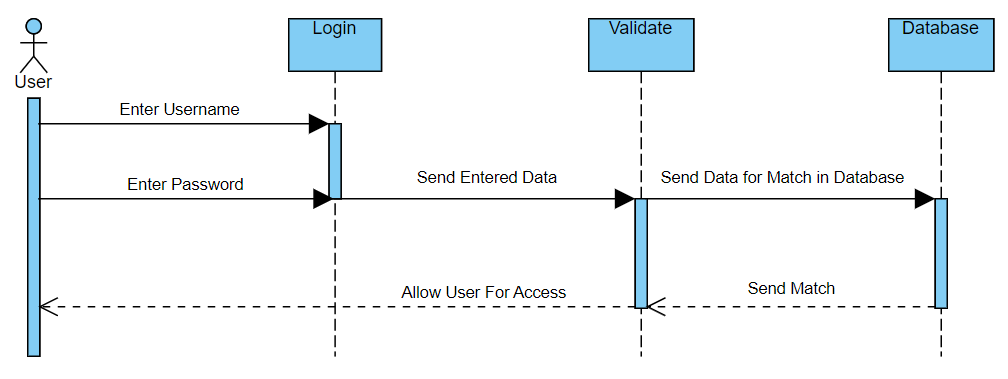 Login
Validate
Database
User
Enter Username
Enter Password
Send Entered Data
Send Data for Match in Database
Allow User For Access
Send Match